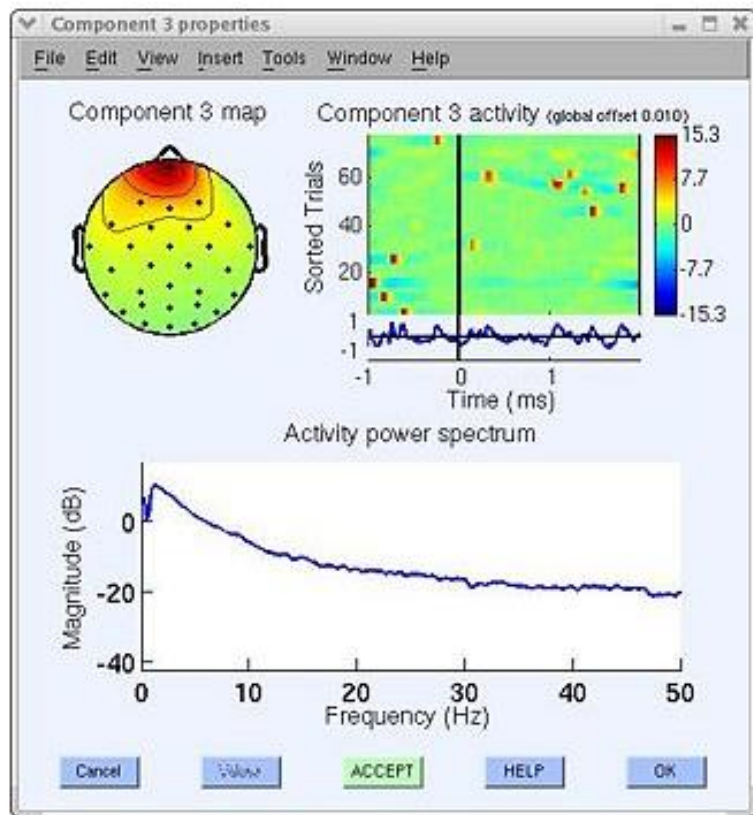 Component 3 properties
File Edit View Insert Tools Window Help
Component 3 map
Component 3 activity (global offset 0.010)
Sorted Trials
60
40
20
15.3
7.7
0
-7.7
-15.3
1
-1
-1 0 1
Time (ms)
Activity power spectrum
Magnitude (dB)
0
-20
-40
0 10 20 30 40 50
Frequency (Hz)
Cancel ACCEPT HELP OK